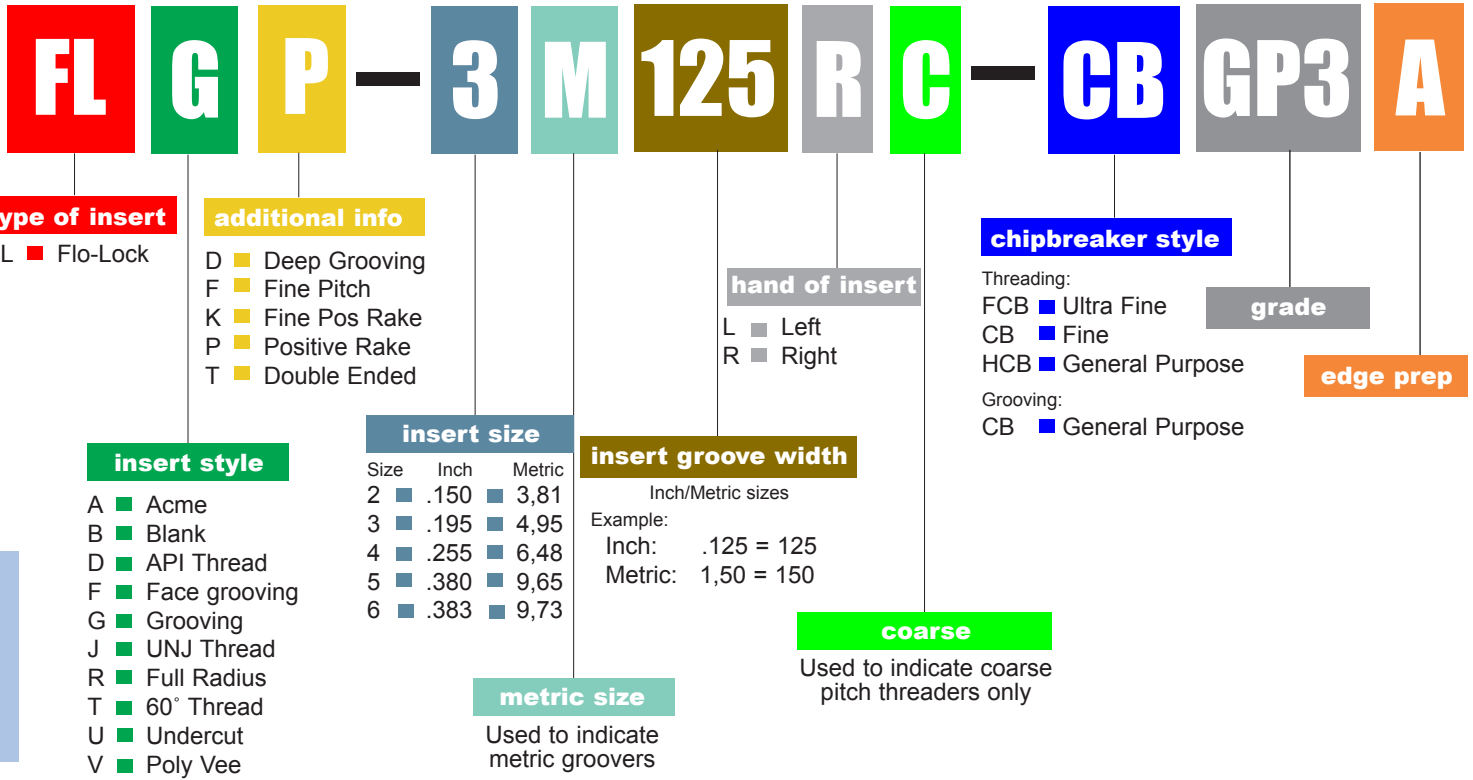 FL G P - 3 M 125 R C - CB GP3 A
ype of insert
L Flo-Lock
additional info
D Deep Grooving
F Fine Pitch
K Fine Pos Rake
P Positive Rake
T Double Ended
hand of insert
L Left
R Right
chipbreaker style
Threading:
FCB Ultra Fine
CB Fine
HCB General Purpose
Grooving:
CB General Purpose
grade
edge prep
insert style
A Acme
B Blank
D API Thread
F Face grooving
G Grooving
J UNJ Thread
R Full Radius
T 60° Thread
U Undercut
V Poly Vee
insert size
Size Inch Metric
2 .150 3,81
3 .195 4,95
4 .255 6,48
5 .380 9,65
6 .383 9,73
insert groove width
Inch/Metric sizes
Example:
Inch: .125 = 125
Metric: 1,50 = 150
metric size
Used to indicate
metric groovers
coarse
Used to indicate coarse
pitch threaders only